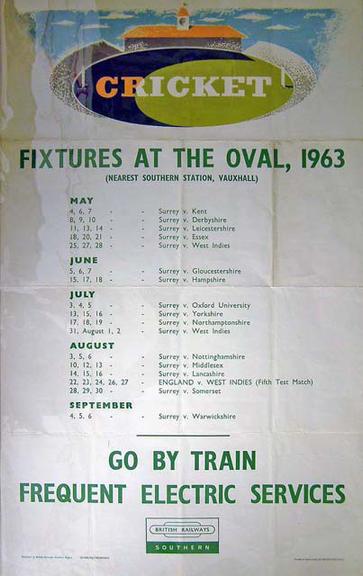 CRICKET
FIXTURES AT THE OVAL, 1963
(NEAREST SOUTHERN STATION, VAUXHALL)
MAY
4, 6, 7 - - Surrey v. Kent
8, 9, 10 - - Surrey v. Derbyshire
11, 13, 14 - - Surrey v. Leicestershire
18, 20, 21 - - Surrey v. Essex
25, 27, 28 - - Surrey v. West Indies
JUNE
5, 6, 7 - - Surrey v. Gloucestershire
15, 17, 18 - - Surrey v. Hampshire
JULY
3, 4, 5 - - Surrey v. Oxford University
13, 15, 16 - - Surrey v. Yorkshire
17, 18, 19 - - Surrey v. Northamptonshire
31, August 1, 2 - Surrey v. West Indies
AUGUST
3, 5, 6 - - Surrey v. Nottinghamshire
10, 12, 13 - - Surrey v. Middlesex
14, 15, 16 - - Surrey v. Lancashire
22, 23, 24, 26, 27 - ENGLAND v. WEST INDIES (Fifth Test Match)
28, 29, 30 - - Surrey v. Somerset
SEPTEMBER
4, 5, 6 - - Surrey v. Warwickshire
GO BY TRAIN
FREQUENT ELECTRIC SERVICES
BRITISH RAILWAYS
SOUTHERN